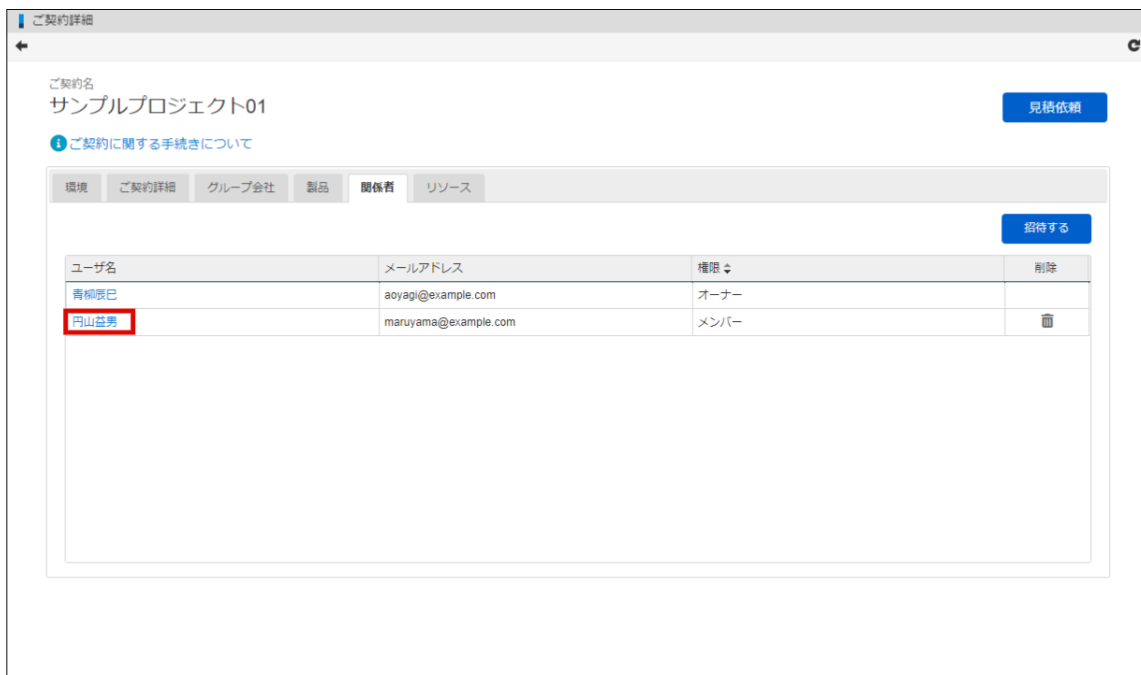 ご契約詳細
ご契約名
サンプルプロジェクト01
見積依頼
ご契約に関する手続きについて
環境 ご契約詳細 グループ会社 製品 関係者 リソース
招待する
ユーザ名 メールアドレス 権限 削除
青柳辰巳 aoyagi@example.com オーナー
円山益男 maruyama@example.com メンバー